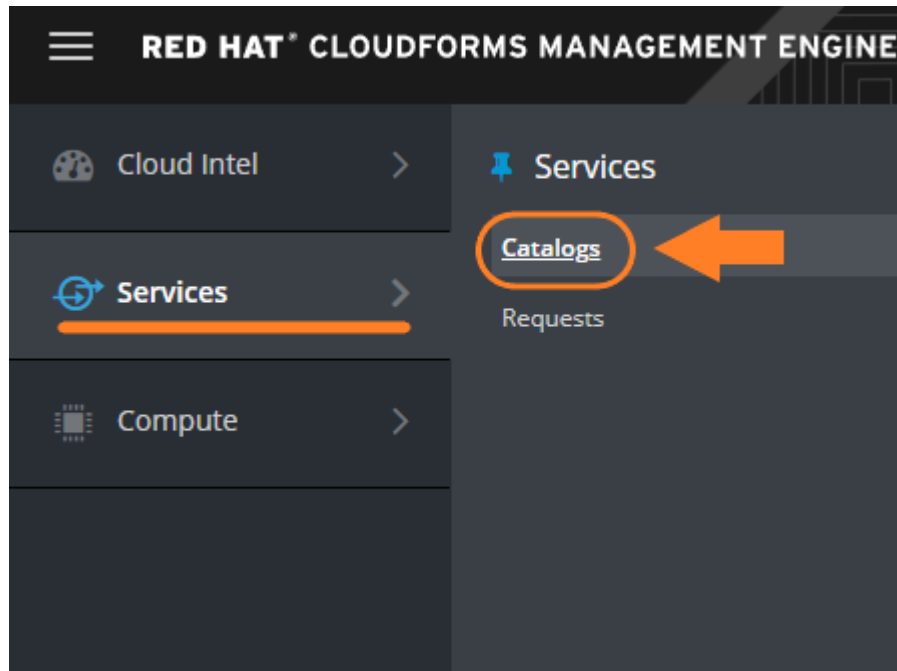 RED HAT® CLOUDFORMS MANAGEMENT ENGINE
Cloud Intel
Services
Compute
Services
Catalogs
Requests